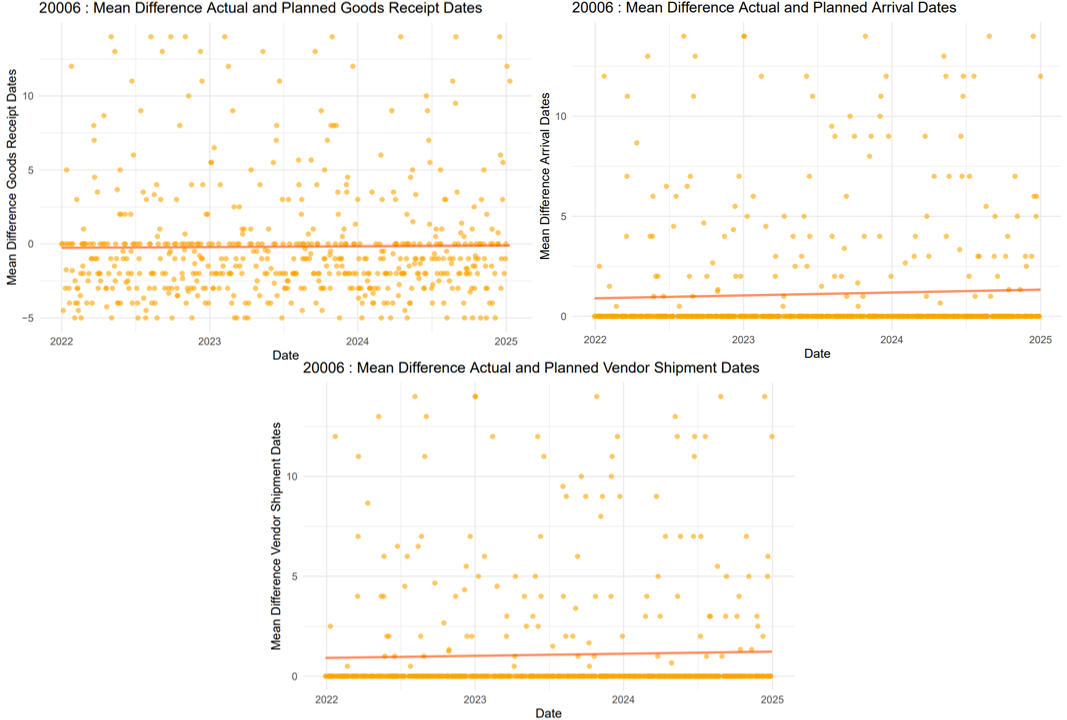 20006 : Mean Difference Actual and Planned Goods Receipt Dates
Mean Difference Goods Receipt Dates
10
5
0
−5
2022
2023
2024
2025
Date
20006 : Mean Difference Actual and Planned Arrival Dates
Mean Difference Arrival Dates
10
5
0
2022
2023
2024
2025
Date
20006 : Mean Difference Actual and Planned Vendor Shipment Dates
Mean Difference Vendor Shipment Dates
10
5
0
2022
2023
2024
2025
Date